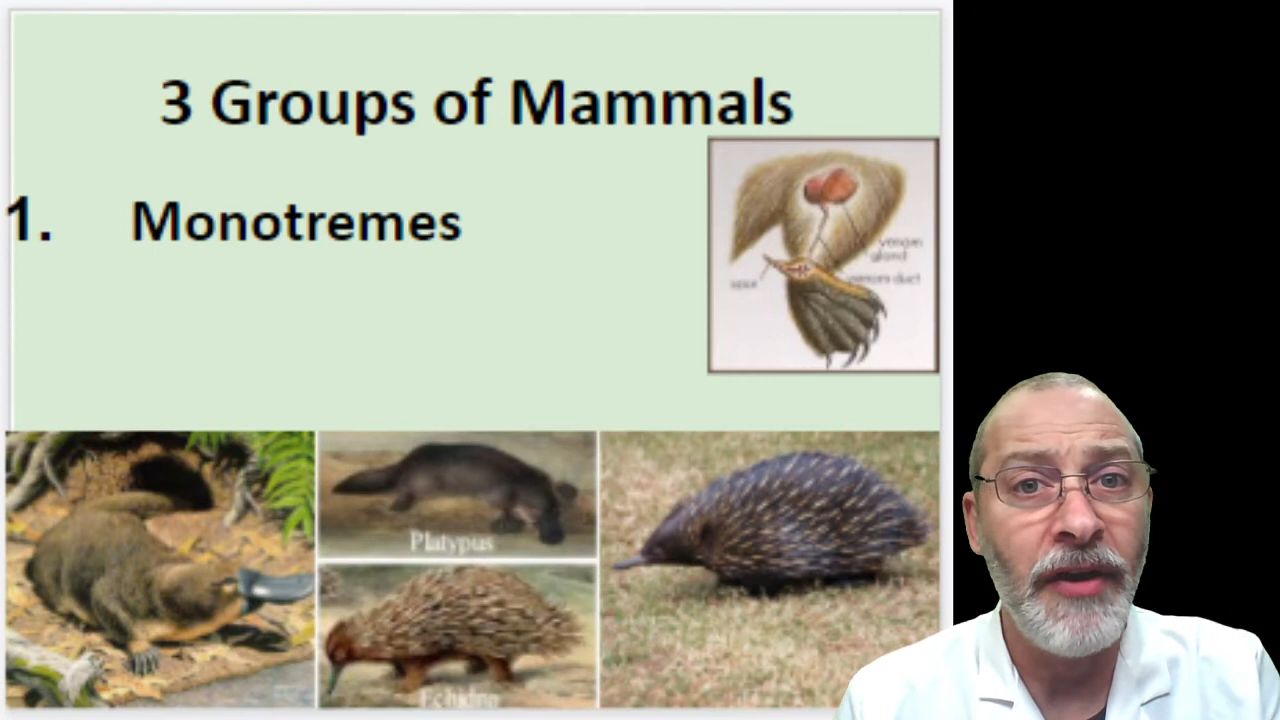 3 Groups of Mammals
1. Monotremes
venom
gland
spur
venom duct
Platypus
Echidna